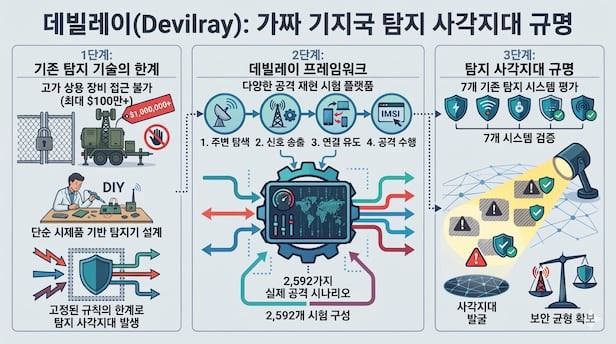 데빌레이(Devilray): 가짜 기지국 탐지 사각지대 규명
1단계:
기존 탐지 기술의 한계
고가 상용 장비 접근 불가
(최대 $100만+)
$1,000,000+
DIY
단순 시제품 기반 탐지기 설계
고정된 규칙의 한계로
탐지 사각지대 발생
2단계:
데빌레이 프레임워크
다양한 공격 재현 시험 플랫폼
IMSI
1. 주변 탐색
2. 신호 송출
3. 연결 유도
4. 공격 수행
2,592가지
실제 공격 시나리오
2,592개 시험 구성
3단계:
탐지 사각지대 규명
7개 기존 탐지 시스템 평가
7개 시스템 검증
사각지대
발굴
보안 균형 확보